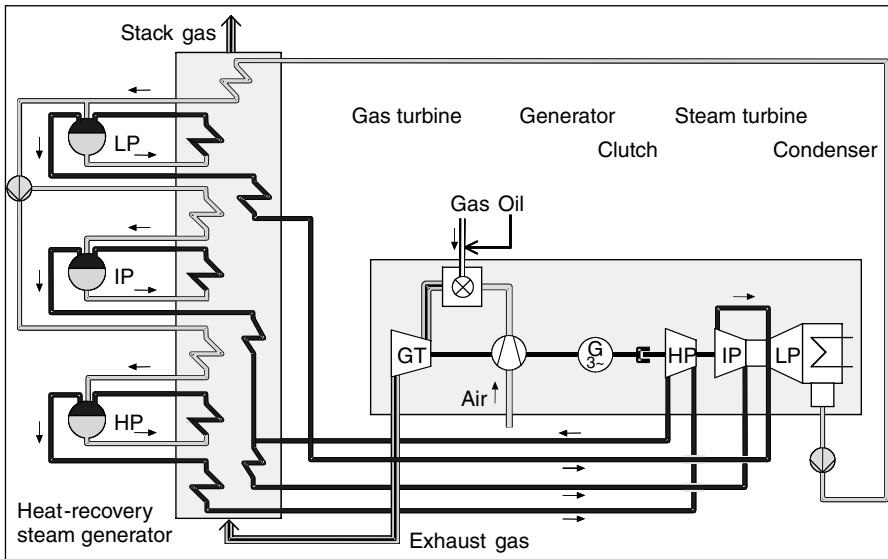 Stack gas
Gas turbine Generator Steam turbine
Clutch Condenser
LP
Gas Oil
IP
GT G 3~ HP IP LP
Air
HP
Heat-recovery
steam generator
Exhaust gas